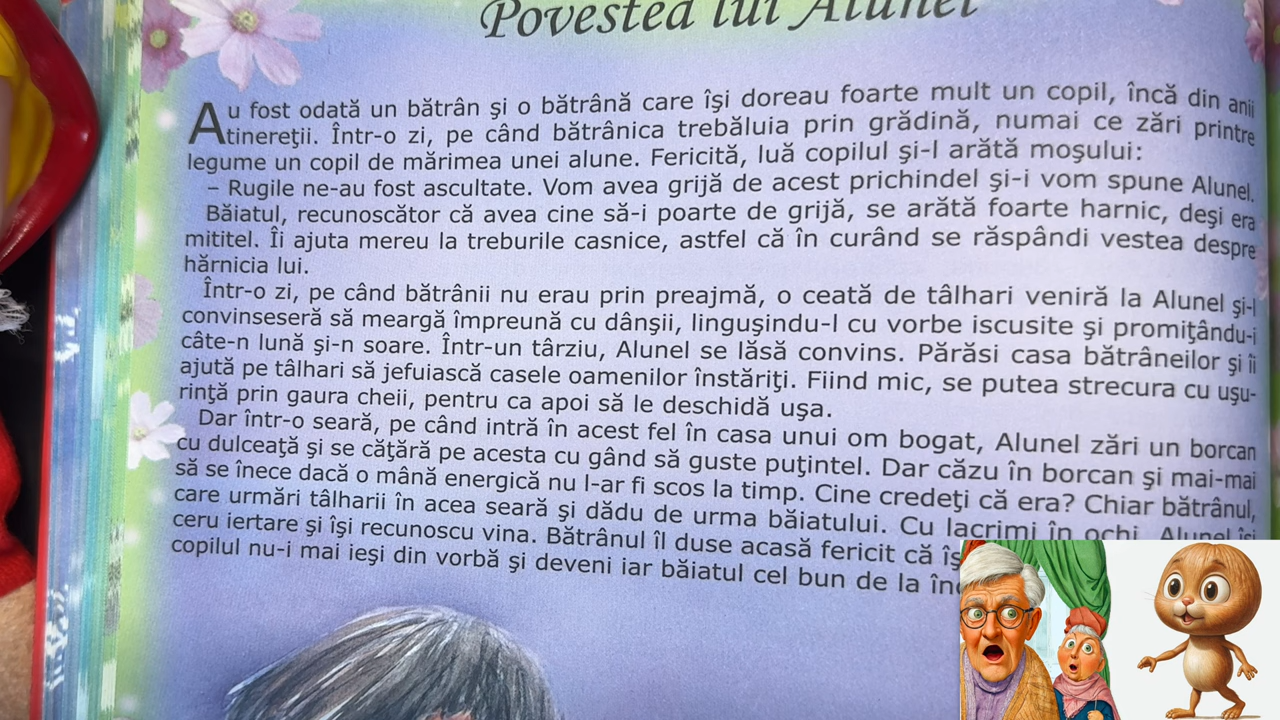 Povestea lui Alunel
Au fost odată un bătrân şi o bătrână care îşi doreau foarte mult un copil, încă din anii
tinereţii. Într-o zi, pe când bătrânica trebăluia prin grădină, numai ce zări printre
legume un copil de mărimea unei alune. Fericită, luă copilul şi-l arătă moşului:
– Rugile ne-au fost ascultate. Vom avea grijă de acest prichindel şi-i vom spune Alunel.
Băiatul, recunoscător că avea cine să-i poarte de grijă, se arătă foarte harnic, deşi era
mititel. Îi ajuta mereu la treburile casnice, astfel că în curând se răspândi vestea despre
hărnicia lui.
Într-o zi, pe când bătrânii nu erau prin preajmă, o ceată de tâlhari veniră la Alunel şi-l
convinseseră să meargă împreună cu dânşii, linguşindu-l cu vorbe iscusite şi promiţându-i
câte-n lună şi-n soare. Într-un târziu, Alunel se lăsă convins. Părăsi casa bătrâneilor şi îi
ajută pe tâlhari să jefuiască casele oamenilor înstăriţi. Fiind mic, se putea strecura cu uşu-
rinţă prin gaura cheii, pentru ca apoi să le deschidă uşa.
Dar într-o seară, pe când intră în acest fel în casa unui om bogat, Alunel zări un borcan
cu dulceaţă şi se căţără pe acesta cu gând să guste puţintel. Dar căzu în borcan şi mai-mai
să se înece dacă o mână energică nu l-ar fi scos la timp. Cine credeţi că era? Chiar bătrânul,
care urmări tâlharii în acea seară şi dădu de urma băiatului. Cu lacrimi în ochi, Alunel îşi
ceru iertare şi îşi recunoscu vina. Bătrânul îl duse acasă fericit că
copilul nu-i mai ieşi din vorbă şi deveni iar băiatul cel bun de la